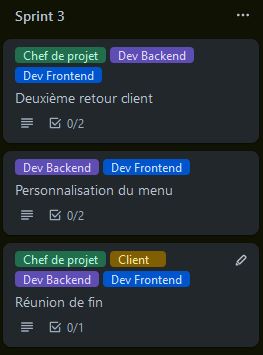 Sprint 3
Chef de projet Dev Backend
Dev Frontend
Deuxième retour client
0/2
Dev Backend Dev Frontend
Personnalisation du menu
0/2
Chef de projet Client
Dev Backend Dev Frontend
Réunion de fin
0/1